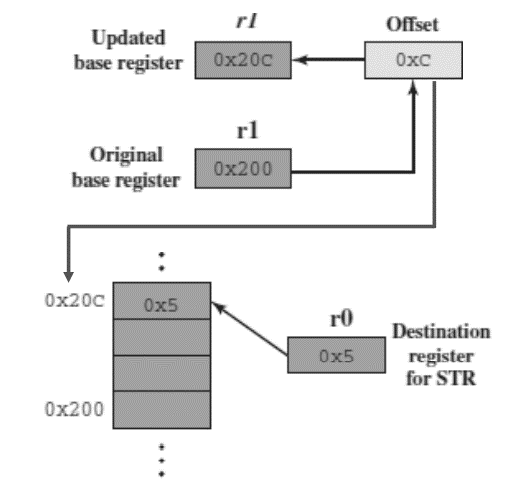 r1
Offset
Updated
base register
0x20C
0xC
r1
Original
base register
0x200
0x20C
0x5
r0
0x5
Destination
register
for STR
0x200